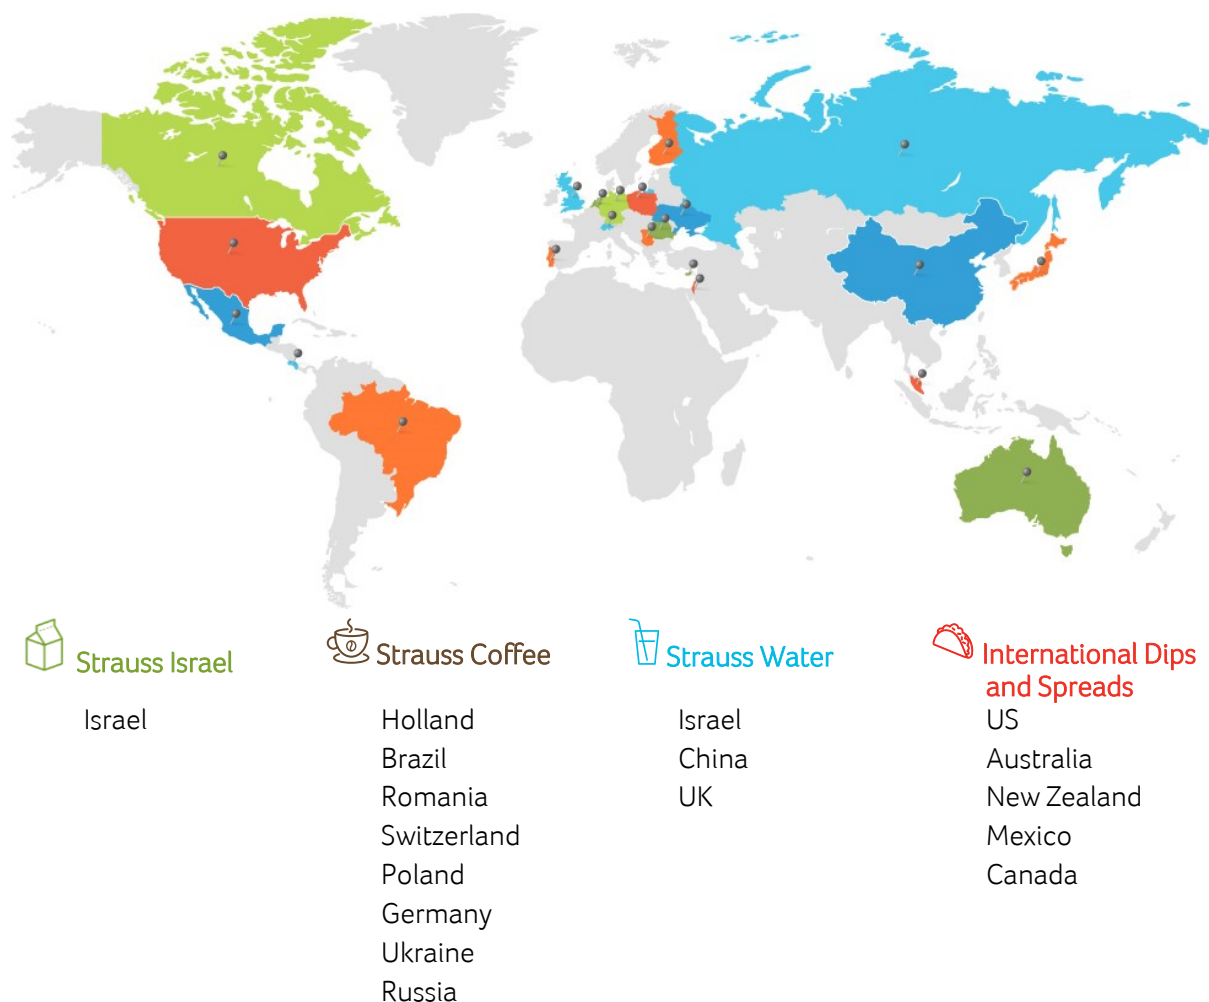 Strauss Israel
Israel
Strauss Coffee
Holland
Brazil
Romania
Switzerland
Poland
Germany
Ukraine
Russia
Strauss Water
Israel
China
UK
International Dips
and Spreads
US
Australia
New Zealand
Mexico
Canada